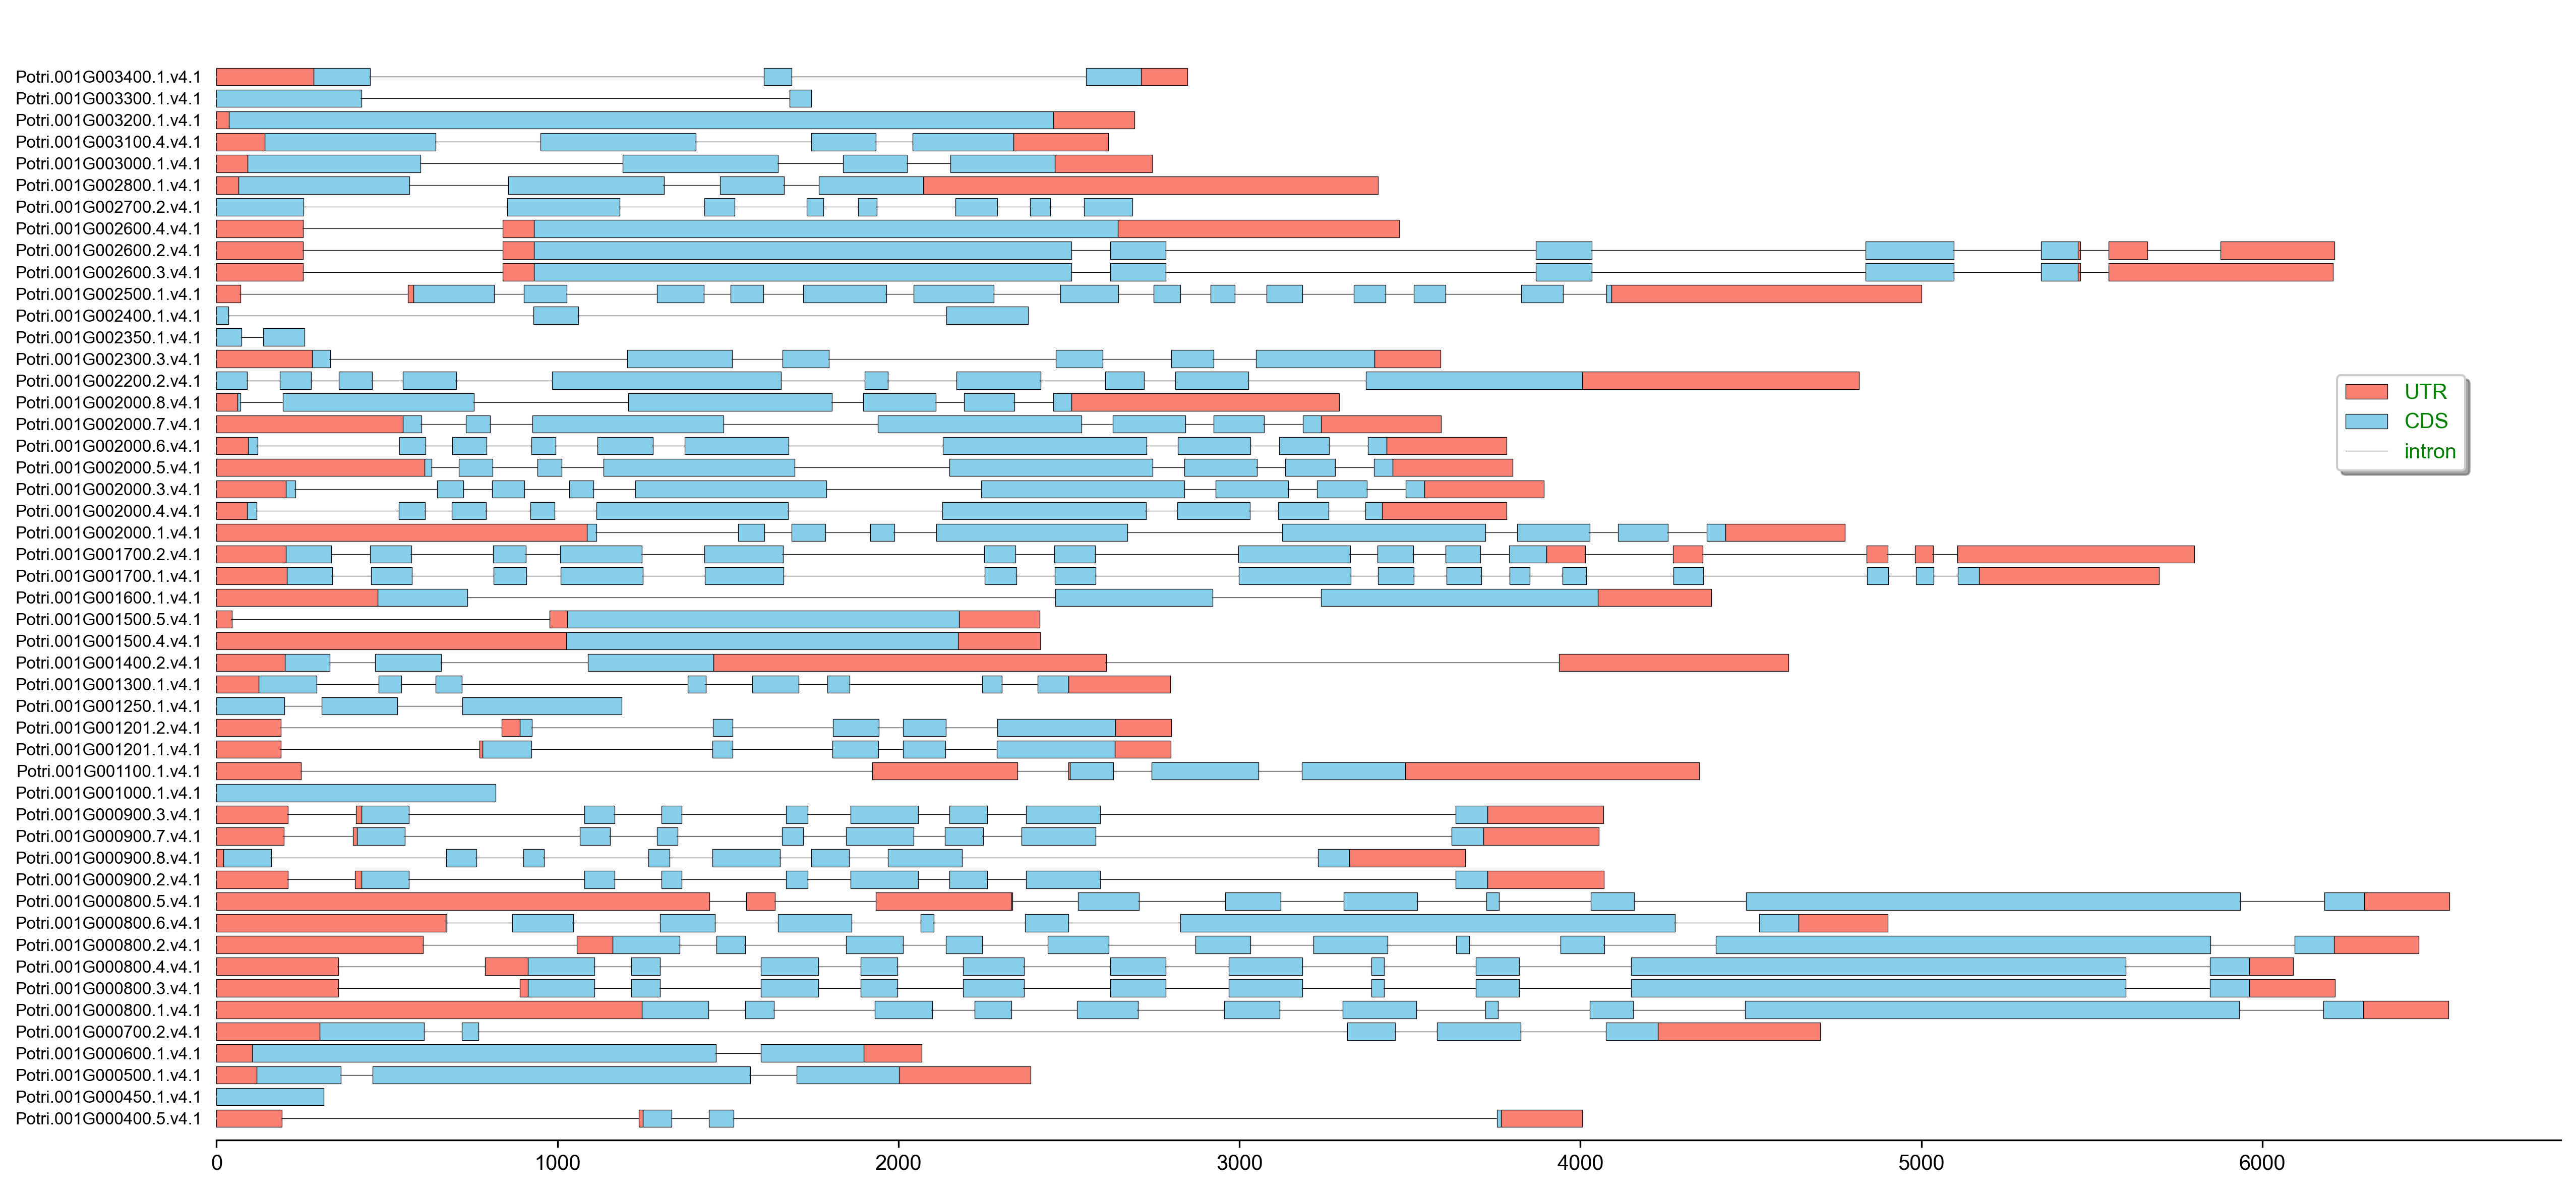 Potri.001G003400.1.v4.1
Potri.001G003300.1.v4.1
Potri.001G003200.1.v4.1
Potri.001G003100.4.v4.1
Potri.001G003000.1.v4.1
Potri.001G002800.1.v4.1
Potri.001G002700.2.v4.1
Potri.001G002600.4.v4.1
Potri.001G002600.2.v4.1
Potri.001G002600.3.v4.1
Potri.001G002500.1.v4.1
Potri.001G002400.1.v4.1
Potri.001G002350.1.v4.1
Potri.001G002300.3.v4.1
Potri.001G002200.2.v4.1
Potri.001G002000.8.v4.1
Potri.001G002000.7.v4.1
Potri.001G002000.6.v4.1
Potri.001G002000.5.v4.1
Potri.001G002000.3.v4.1
Potri.001G002000.4.v4.1
Potri.001G002000.1.v4.1
Potri.001G001700.2.v4.1
Potri.001G001700.1.v4.1
Potri.001G001600.1.v4.1
Potri.001G001500.5.v4.1
Potri.001G001500.4.v4.1
Potri.001G001400.2.v4.1
Potri.001G001300.1.v4.1
Potri.001G001250.1.v4.1
Potri.001G001201.2.v4.1
Potri.001G001201.1.v4.1
Potri.001G001100.1.v4.1
Potri.001G001000.1.v4.1
Potri.001G000900.3.v4.1
Potri.001G000900.7.v4.1
Potri.001G000900.8.v4.1
Potri.001G000900.2.v4.1
Potri.001G000800.5.v4.1
Potri.001G000800.6.v4.1
Potri.001G000800.2.v4.1
Potri.001G000800.4.v4.1
Potri.001G000800.3.v4.1
Potri.001G000800.1.v4.1
Potri.001G000700.2.v4.1
Potri.001G000600.1.v4.1
Potri.001G000500.1.v4.1
Potri.001G000450.1.v4.1
Potri.001G000400.5.v4.1
0 1000 2000 3000 4000 5000 6000
UTR
CDS
intron